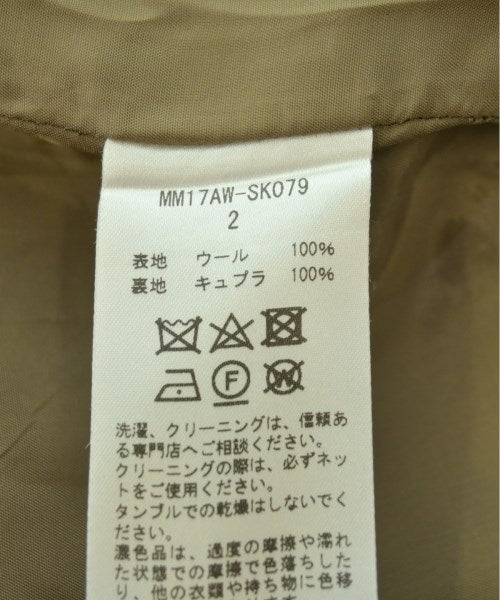 MM17AW-SK079
2
表地 ウール 100%
裏地 キュプラ 100%
F W
洗濯、クリーニングは、信頼あ
る専門店へご相談ください。
クリーニングの際は、必ずネッ
トをご使用ください。
タンブルでの乾燥はしないでく
ださい。
濃色品は、過度の摩擦や濡れ
た状態での摩擦で色落ちした
り、他の衣類や持ち物に色移